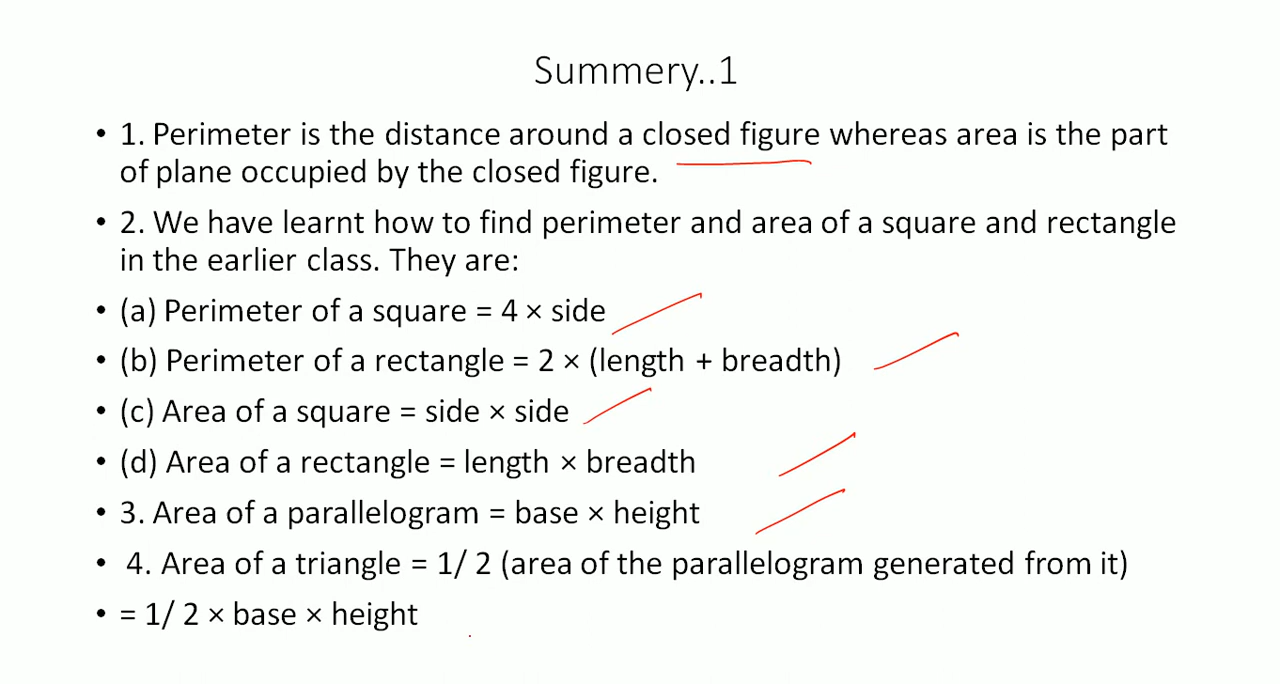 Summery..1
• 1. Perimeter is the distance around a closed figure whereas area is the part
of plane occupied by the closed figure.
• 2. We have learnt how to find perimeter and area of a square and rectangle
in the earlier class. They are:
• (a) Perimeter of a square = 4 × side
• (b) Perimeter of a rectangle = 2 × (length + breadth)
• (c) Area of a square = side × side
• (d) Area of a rectangle = length × breadth
• 3. Area of a parallelogram = base × height
• 4. Area of a triangle = 1/ 2 (area of the parallelogram generated from it)
• = 1/ 2 × base × height